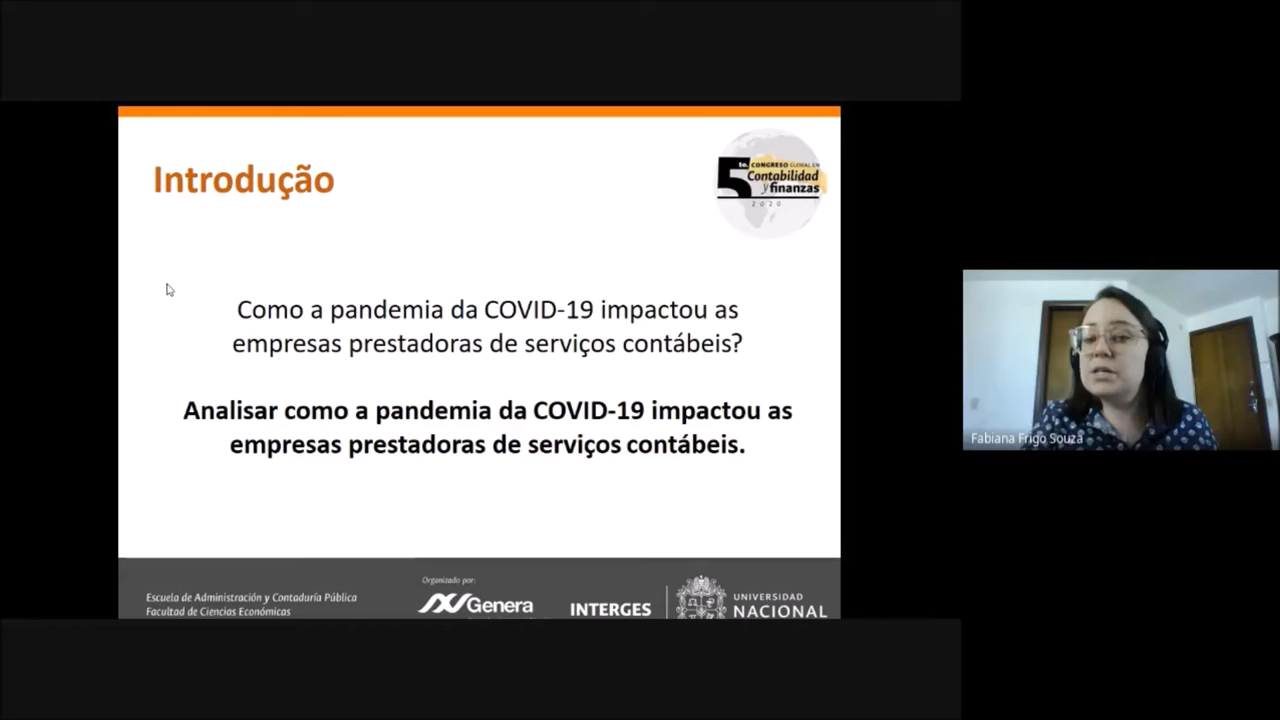 Introdução
5to. CONGRESO GLOBAL EN
Contabilidad
y finanzas
2020
Como a pandemia da COVID-19 impactou as
empresas prestadoras de serviços contábeis?
Analisar como a pandemia da COVID-19 impactou as
empresas prestadoras de serviços contábeis.
Fabiana Frigo Souza
Escuela de Administración y Contaduría Pública
Facultad de Ciencias Económicas
Organizado por:
Genera
INTERGES
UNIVERSIDAD
NACIONAL